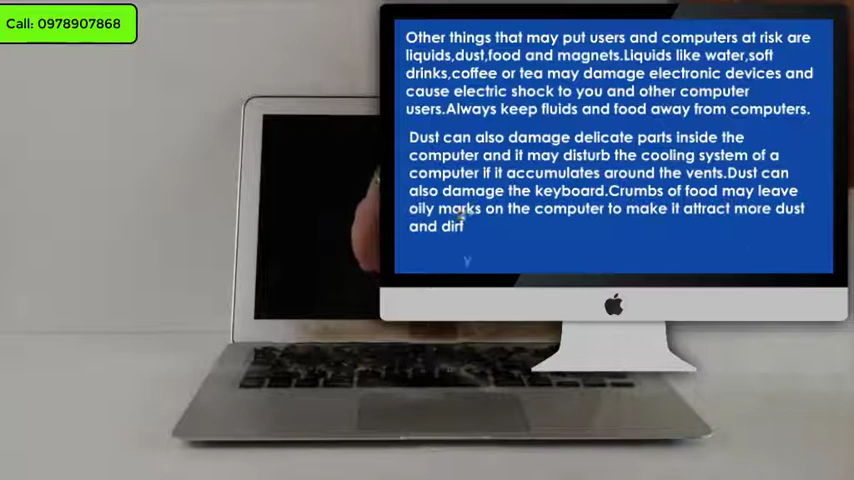 Call: 0978907868
Other things that may put users and computers at risk are
liquids,dust,food and magnets.Liquids like water,soft
drinks,coffee or tea may damage electronic devices and
cause electric shock to you and other computer
users.Always keep fluids and food away from computers.
Dust can also damage delicate parts inside the
computer and it may disturb the cooling system of a
computer if it accumulates around the vents.Dust can
also damage the keyboard.Crumbs of food may leave
oily marks on the computer to make it attract more dust
and dirt
y